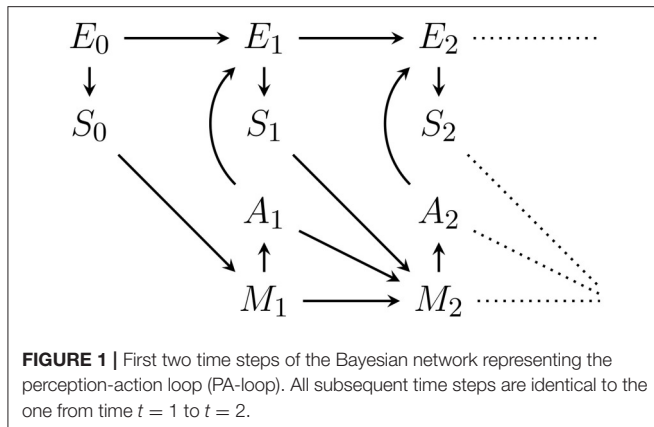 E₀ E₁ E₂
S₀ S₁ S₂
A₁ A₂
M₁ M₂
FIGURE 1 | First two time steps of the Bayesian network representing the
perception-action loop (PA-loop). All subsequent time steps are identical to the
one from time t = 1 to t = 2.